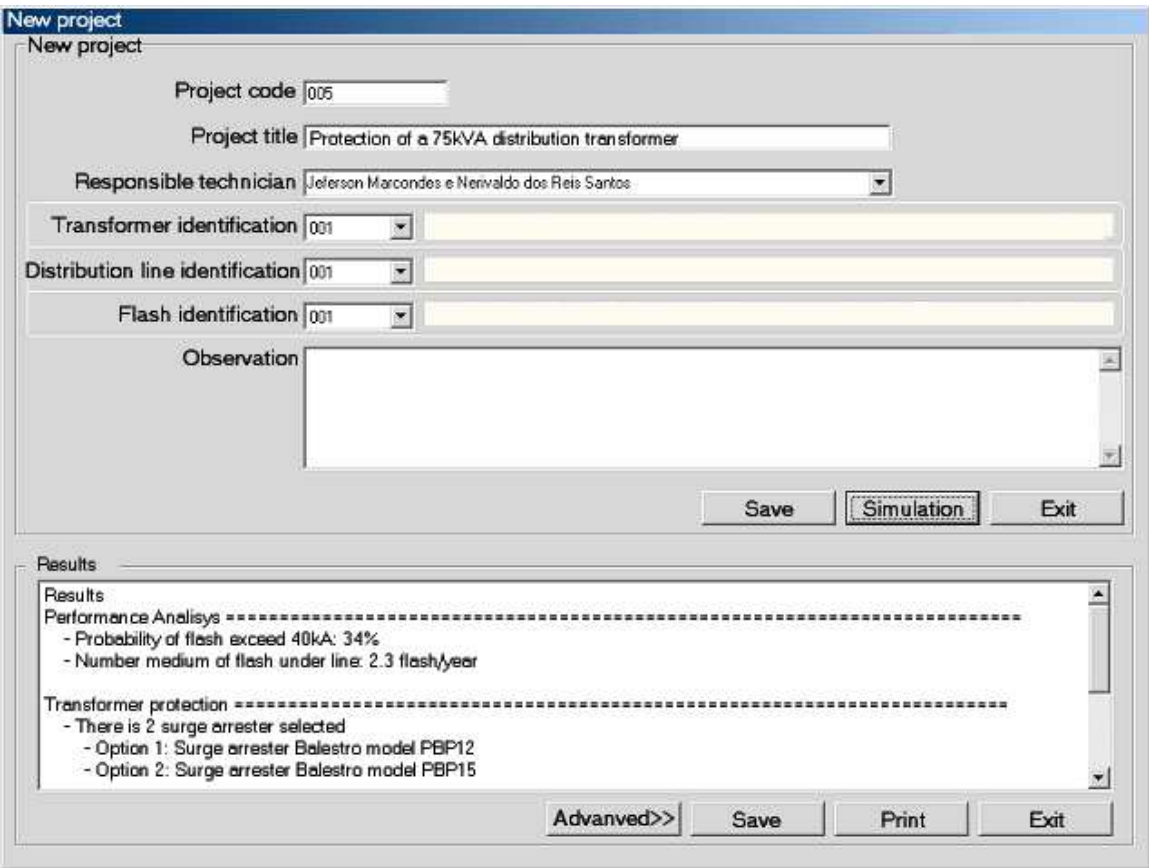 New project
New project
Project code 005
Project title Protection of a 75kVA distribution transformer
Responsible technician Jeferson Marcondes e Nerivaldo dos Reis Santos
Transformer identification 001
Distribution line identification 001
Flash identification 001
Observation
Save Simulation Exit
Results
Results
Performance Analisys ==========================================================================
- Probability of flash exceed 40kA: 34%
- Number medium of flash under line: 2.3 flash/year
Transformer protection ========================================================================
- There is 2 surge arrester selected
- Option 1: Surge arrester Balestro model PBP12
- Option 2: Surge arrester Balestro model PBP15
Advanved>> Save Print Exit